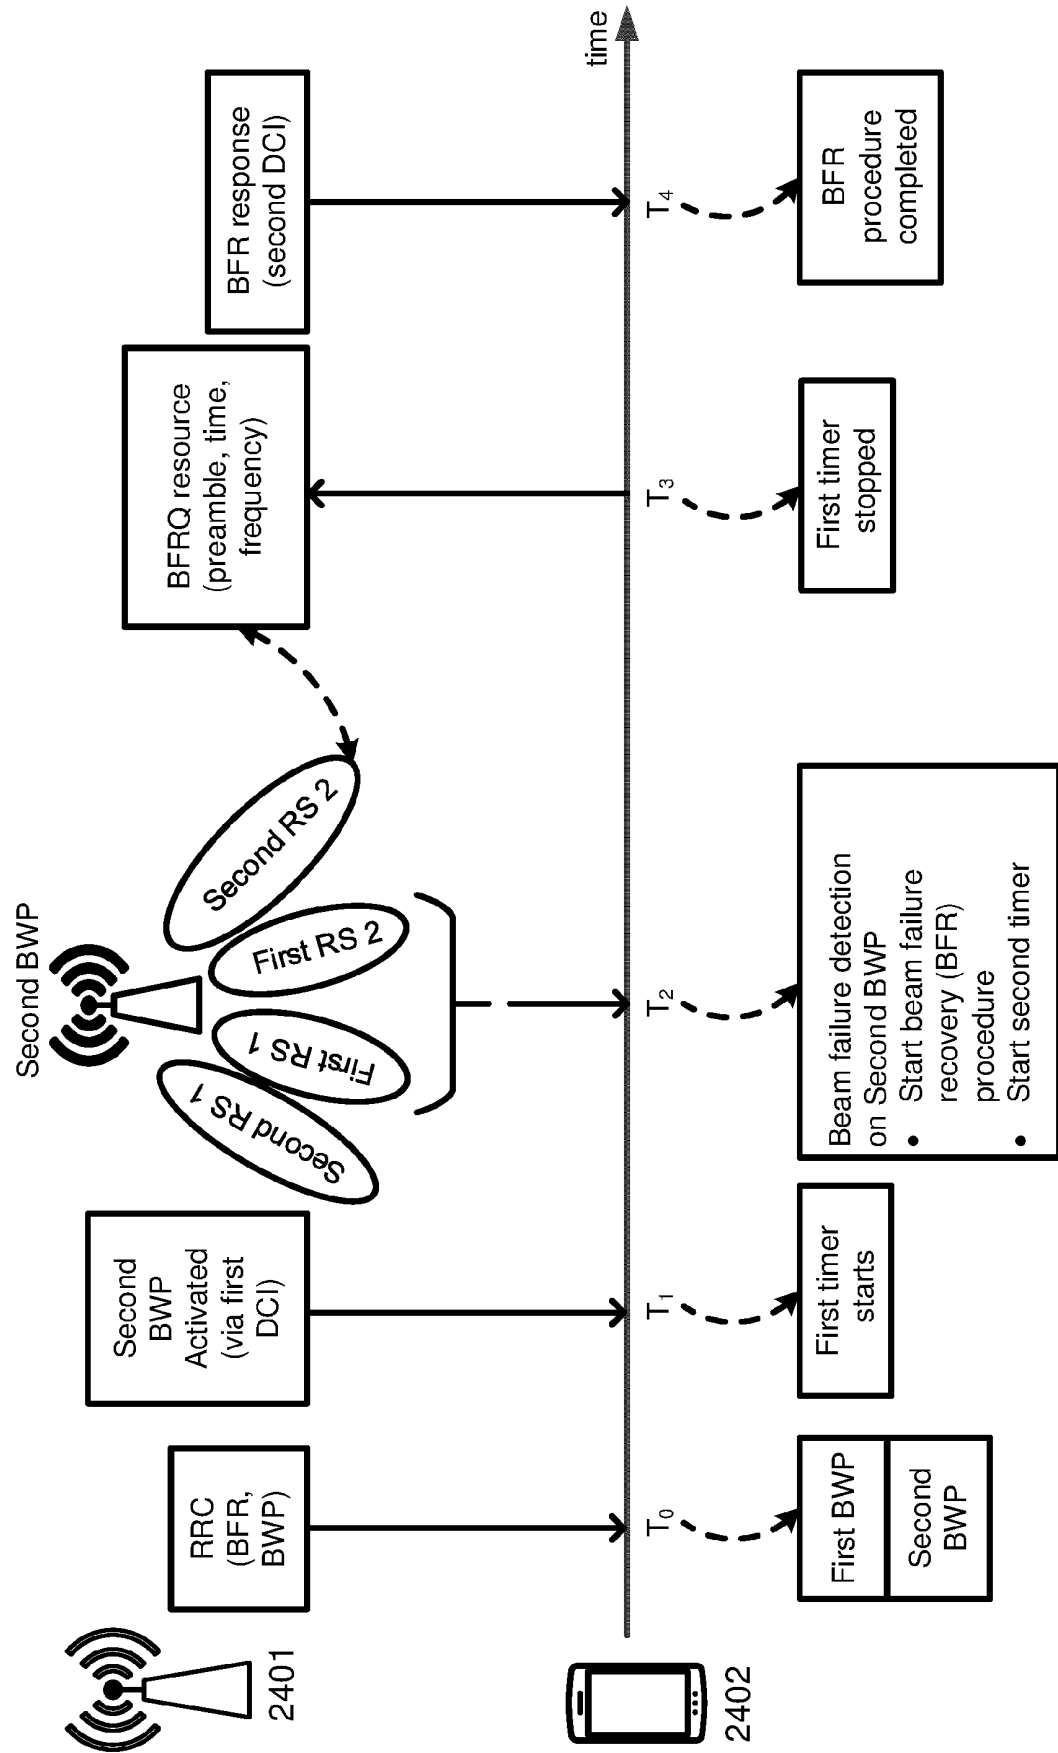 2401
2402
RRC
(BFR,
BWP)
Second
BWP
Activated
(via first
DCI)
Second BWP
Second RS 1
First RS 1
First RS 2
Second RS 2
BFRQ resource
(preamble, time,
frequency)
BFR response
(second DCI)
time
T0
T1
T2
T3
T4
First BWP
Second
BWP
First timer
starts
Beam failure detection
on Second BWP
• Start beam failure
recovery (BFR)
procedure
• Start second timer
First timer
stopped
BFR
procedure
completed